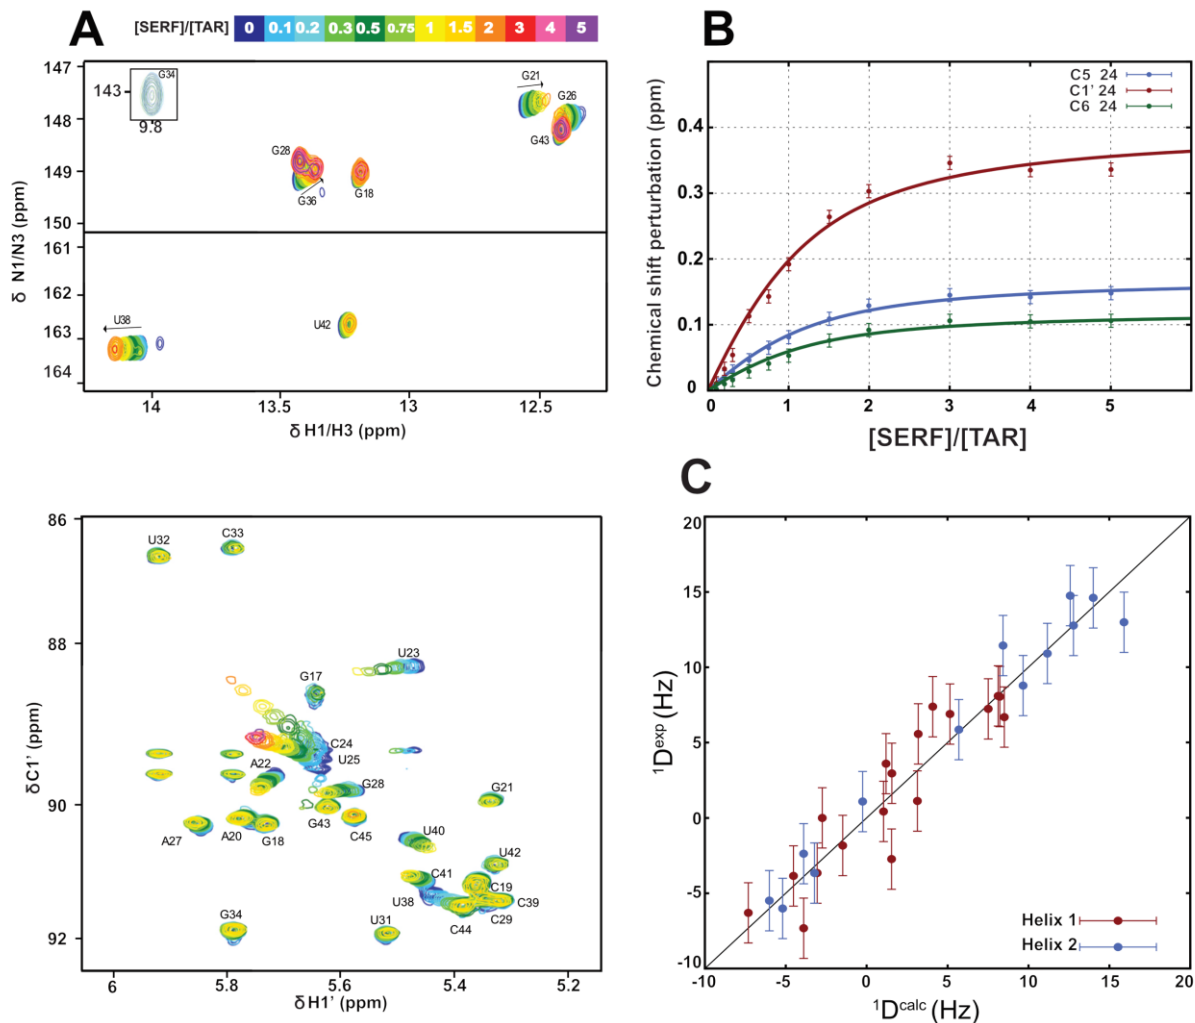 A
[SERF]/[TAR] 0 0.1 0.2 0.3 0.5 0.75 1 1.5 2 3 4 5
147
148
149
150
161
162
163
164
δ N1/N3 (ppm)
143
G34
9.8
G21
G26
G43
G28
G36
G18
U38
U42
14 13.5 13 12.5
δ H1/H3 (ppm)
B
C5 24
C1' 24
C6 24
Chemical shift perturbation (ppm)
0.4
0.3
0.2
0.1
0
0 1 2 3 4 5
[SERF]/[TAR]
86
88
90
92
δC1' (ppm)
U32
C33
U23
G17
C24
U25
A22
G28
G21
A27
A20
G18
G43
C45
U40
U42
C41
C19
U38
C39
C29
C44
G34
U31
6 5.8 5.6 5.4 5.2
δH1' (ppm)
C
20
15
10
5
0
-5
-10
1Dexp (Hz)
Helix 1
Helix 2
-10 -5 0 5 10 15 20
1Dcalc (Hz)